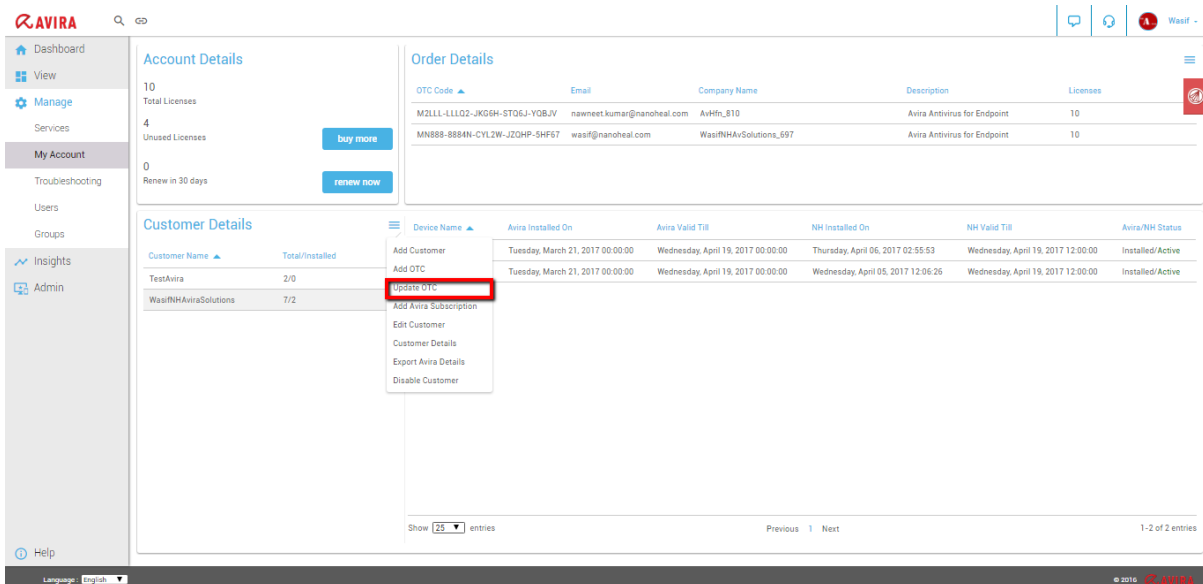 AVIRA
Wasif
Dashboard
View
Manage
Services
My Account
Troubleshooting
Users
Groups
Insights
Admin
Help
Account Details
10
Total Licenses
4
Unused Licenses
buy more
0
Renew in 30 days
renew now
Order Details
OTC Code Email Company Name Description Licenses
M2LLL-LLLQ2-JKG6H-STQ6J-YQBJV nawneet.kumar@nanoheal.com AvHfn_810 Avira Antivirus for Endpoint 10
MN888-8884N-CYL2W-JZQHP-5HF67 wasif@nanoheal.com WasifNHAvSolutions_697 Avira Antivirus for Endpoint 10
Customer Details
Customer Name Total/Installed
TestAvira 2/0
WasifNHAviraSolutions 7/2
Add Customer
Add OTC
Update OTC
Add Avira Subscription
Edit Customer
Customer Details
Export Avira Details
Disable Customer
Device Name Avira Installed On Avira Valid Till NH Installed On NH Valid Till Avira/NH Status
Tuesday, March 21, 2017 00:00:00 Wednesday, April 19, 2017 00:00:00 Thursday, April 06, 2017 02:55:53 Wednesday, April 19, 2017 12:00:00 Installed/Active
Tuesday, March 21, 2017 00:00:00 Wednesday, April 19, 2017 00:00:00 Wednesday, April 05, 2017 12:06:26 Wednesday, April 19, 2017 12:00:00 Installed/Active
Show 25 entries Previous 1 Next 1-2 of 2 entries
Language: English © 2016 AVIRA